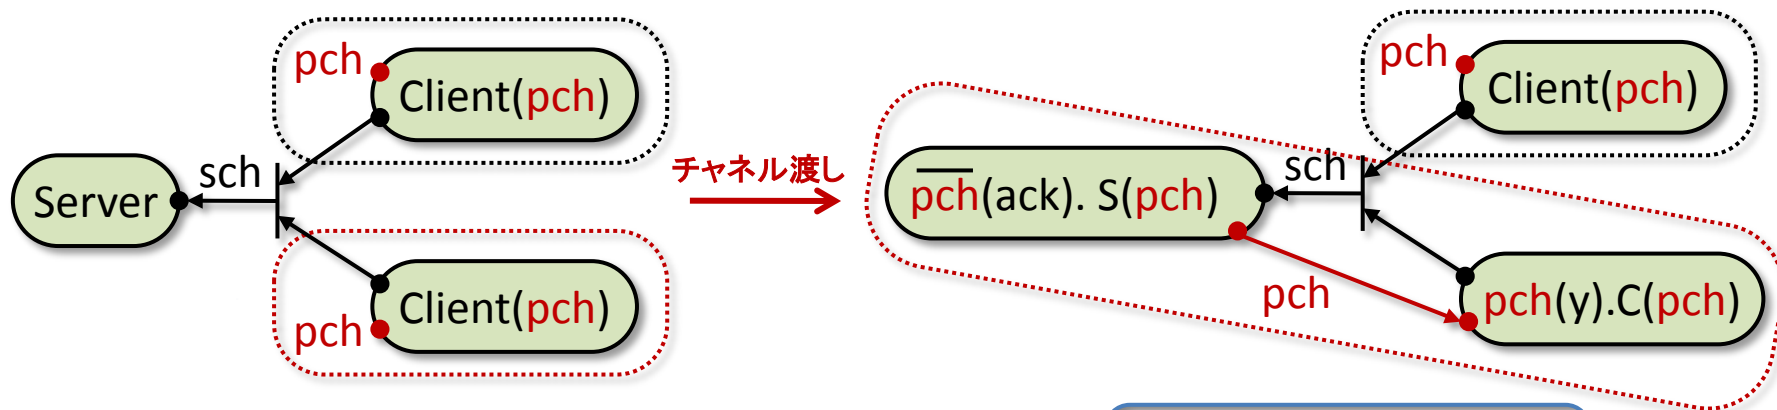 pch
Client(pch)
sch
Server
Client(pch)
pch
チャネル渡し
pch
Client(pch)
sch
p̅c̅h̅(ack). S(pch)
pch
pch(y).C(pch)